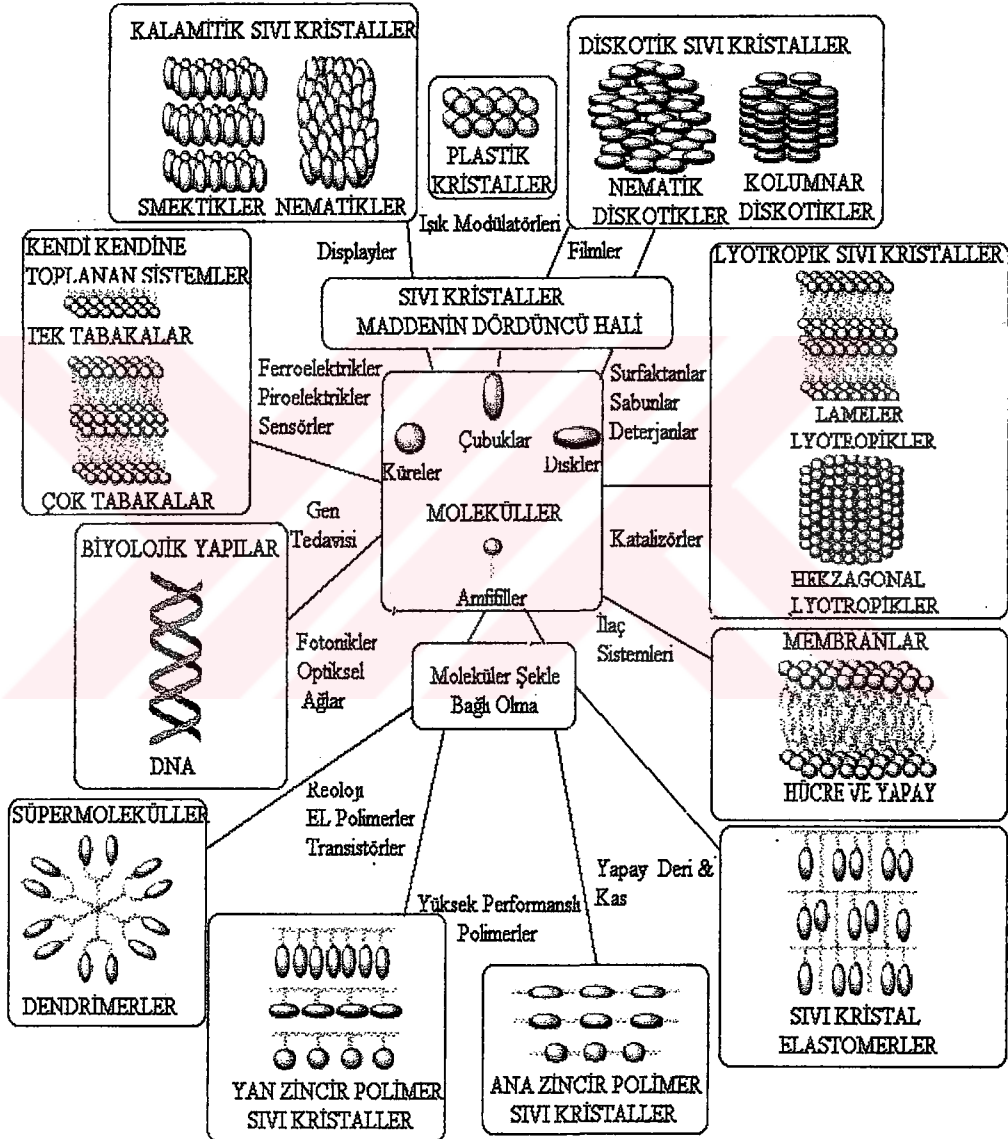 KALAMİTİK SIVI KRİSTALLER
SMEKTİKLER
NEMATİKLER
PLASTİK
KRİSTALLER
DİSKOTİK SIVI KRİSTALLER
NEMATİK
DİSKOTİKLER
KOLUMNAR
DİSKOTİKLER
Işık Modülatörleri
Displayler
Filmler
SIVI KRİSTALLER
MADDENİN DÖRDÜNCÜ HALİ
KENDİ KENDİNE
TOPLANAN SİSTEMLER
TEK TABAKALAR
ÇOK TABAKALAR
Ferroelektrikler
Piroelektrikler
Sensörler
Küreler
Çubuklar
Diskler
MOLEKÜLLER
Amfifiller
Surfaktanlar
Sabunlar
Deterjanlar
LYOTROPIK SIVI KRİSTALLER
LAMELER
LYOTROPİKLER
HEKZAGONAL
LYOTROPİKLER
Gen
Tedavisi
Katalizörler
BİYOLOJİK YAPILAR
DNA
Fotonikler
Optiksel
Ağlar
Moleküler Şekle
Bağlı Olma
İlaç
Sistemleri
MEMBRANLAR
HÜCRE VE YAPAY
SÜPERMOLEKÜLLER
DENDRİMERLER
Reoloji
EL Polimerler
Transistörler
Yüksek Performanslı
Polimerler
Yapay Deri &
Kas
YAN ZİNCİR POLİMER
SIVI KRİSTALLER
ANA ZİNCİR POLİMER
SIVI KRİSTALLER
SIVI KRİSTAL
ELASTOMERLER